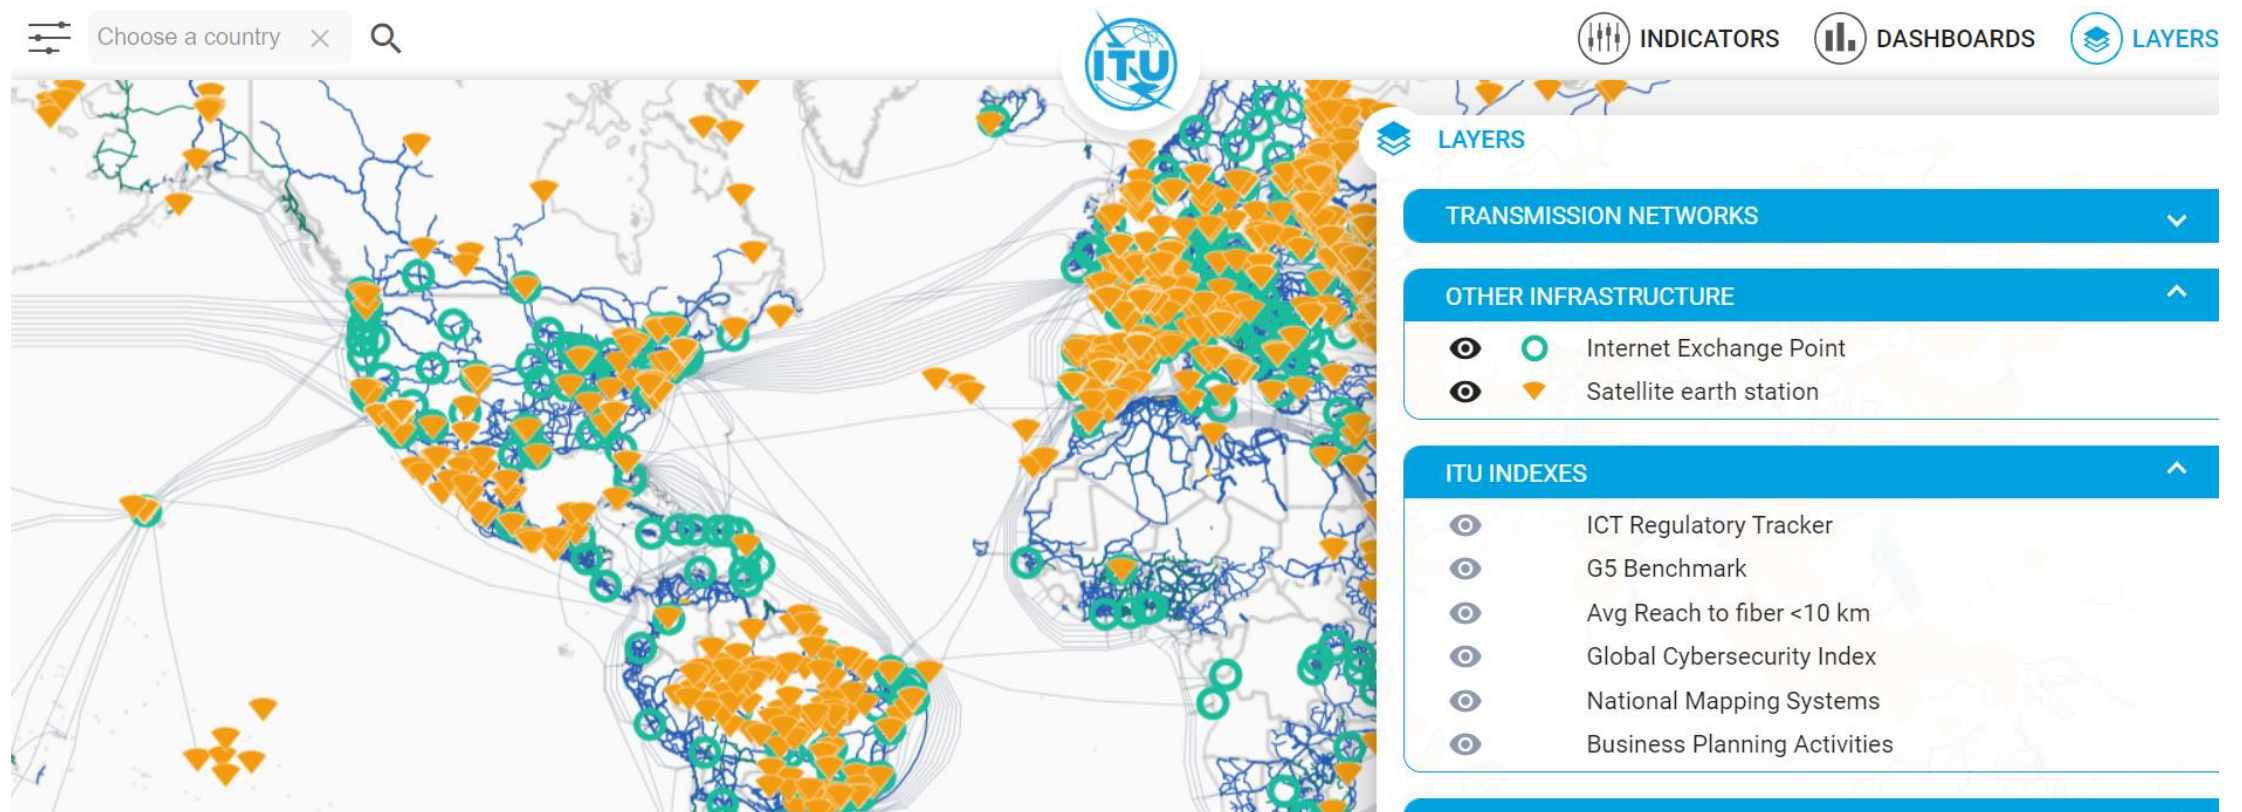 Choose a country
ITU
INDICATORS
DASHBOARDS
LAYERS
LAYERS
TRANSMISSION NETWORKS
OTHER INFRASTRUCTURE
Internet Exchange Point
Satellite earth station
ITU INDEXES
ICT Regulatory Tracker
G5 Benchmark
Avg Reach to fiber <10 km
Global Cybersecurity Index
National Mapping Systems
Business Planning Activities